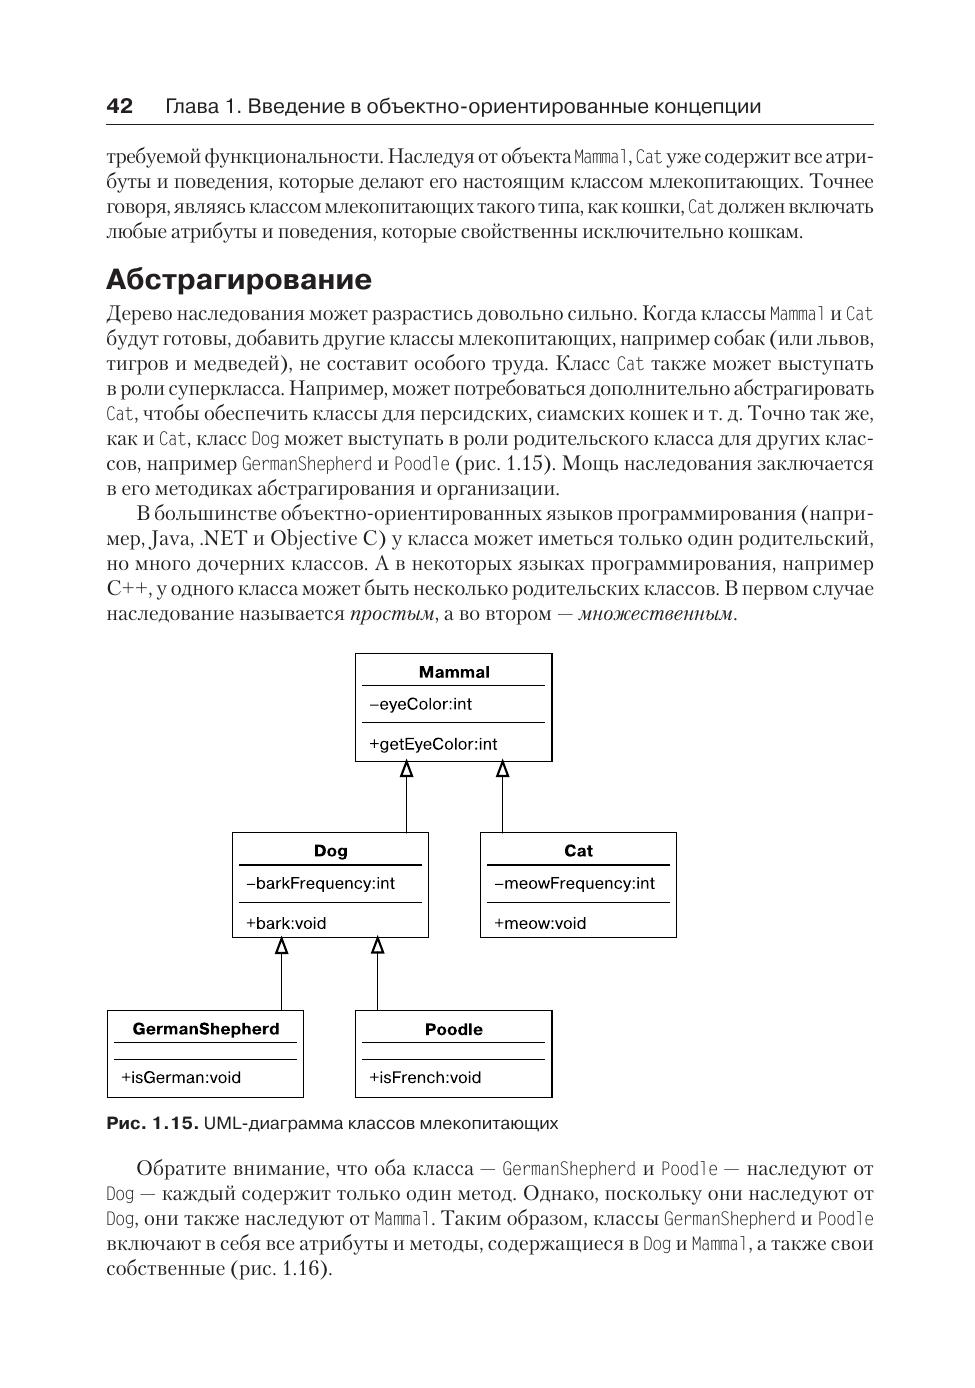 42 Глава 1. Введение в объектно-ориентированные концепции
требуемой функциональности. Наследуя от объекта Mammal, Cat уже содержит все атри-
буты и поведения, которые делают его настоящим классом млекопитающих. Точнее
говоря, являясь классом млекопитающих такого типа, как кошки, Cat должен включать
любые атрибуты и поведения, которые свойственны исключительно кошкам.
Абстрагирование
Дерево наследования может разрастись довольно сильно. Когда классы Mammal и Cat
будут готовы, добавить другие классы млекопитающих, например собак (или львов,
тигров и медведей), не составит особого труда. Класс Cat также может выступать
в роли суперкласса. Например, может потребоваться дополнительно абстрагировать
Cat, чтобы обеспечить классы для персидских, сиамских кошек и т. д. Точно так же,
как и Cat, класс Dog может выступать в роли родительского класса для других клас-
сов, например GermanShepherd и Poodle (рис. 1.15). Мощь наследования заключается
в его методиках абстрагирования и организации.
В большинстве объектно-ориентированных языков программирования (напри-
мер, Java, .NET и Objective C) у класса может иметься только один родительский,
но много дочерних классов. А в некоторых языках программирования, например
C++, у одного класса может быть несколько родительских классов. В первом случае
наследование называется простым, а во втором — множественным.
Mammal
–eyeColor:int
+getEyeColor:int
Dog
–barkFrequency:int
+bark:void
Cat
–meowFrequency:int
+meow:void
GermanShepherd
+isGerman:void
Poodle
+isFrench:void
Рис. 1.15. UML-диаграмма классов млекопитающих
Обратите внимание, что оба класса — GermanShepherd и Poodle — наследуют от
Dog — каждый содержит только один метод. Однако, поскольку они наследуют от
Dog, они также наследуют от Mammal. Таким образом, классы GermanShepherd и Poodle
включают в себя все атрибуты и методы, содержащиеся в Dog и Mammal, а также свои
собственные (рис. 1.16).